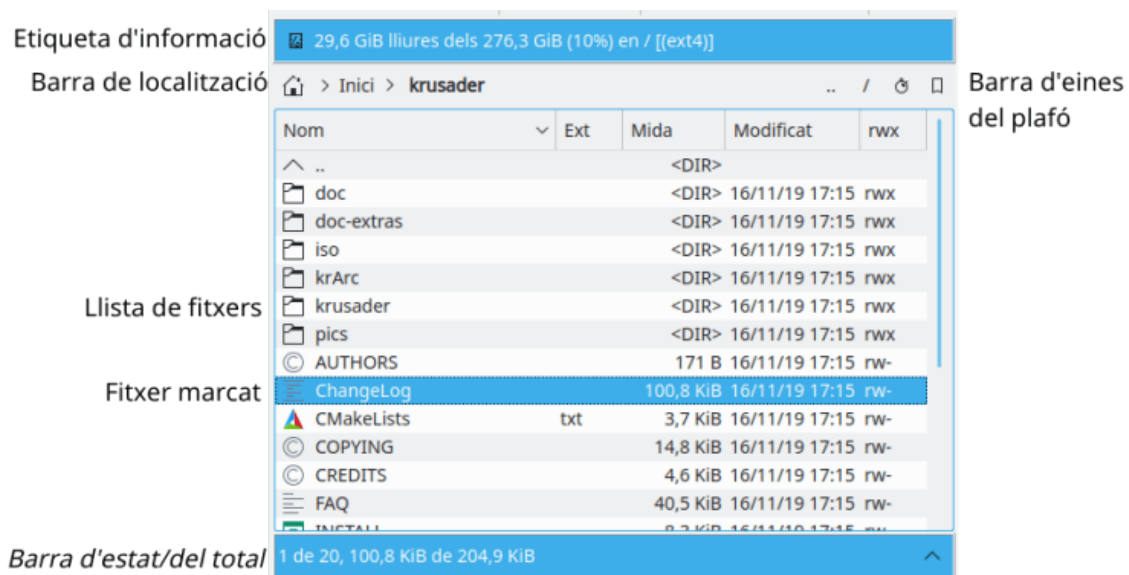 Etiqueta d'informació 29,6 GiB lliures dels 276,3 GiB (10%) en / [(ext4)]
Barra de localització > Inici > krusader .. / Barra d'eines
del plafó
Nom Ext Mida Modificat rwx
.. <DIR>
doc <DIR> 16/11/19 17:15 rwx
doc-extras <DIR> 16/11/19 17:15 rwx
iso <DIR> 16/11/19 17:15 rwx
krArc <DIR> 16/11/19 17:15 rwx
Llista de fitxers krusader <DIR> 16/11/19 17:15 rwx
pics <DIR> 16/11/19 17:15 rwx
AUTHORS 171 B 16/11/19 17:15 rw-
Fitxer marcat ChangeLog 100,8 KiB 16/11/19 17:15 rw-
CMakeLists txt 3,7 KiB 16/11/19 17:15 rw-
COPYING 14,8 KiB 16/11/19 17:15 rw-
CREDITS 4,6 KiB 16/11/19 17:15 rw-
FAQ 40,5 KiB 16/11/19 17:15 rw-
INSTALL 16/11/19 17:15
Barra d'estat/del total 1 de 20, 100,8 KiB de 204,9 KiB